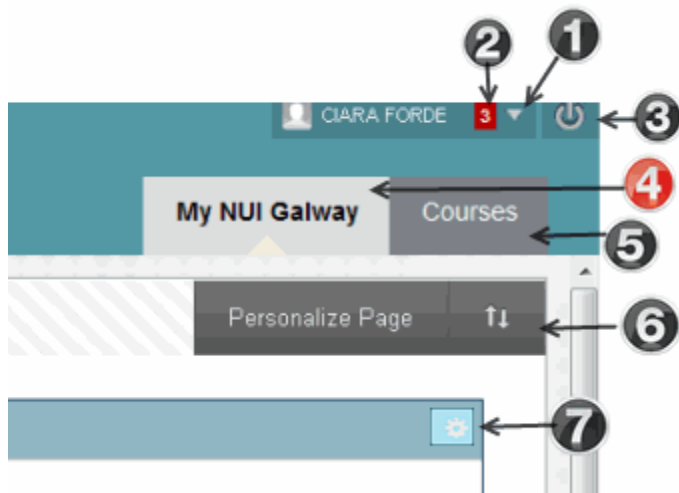 2 1
CIARA FORDE 3 3
4
My NUI Galway Courses
5
Personalize Page 6
7